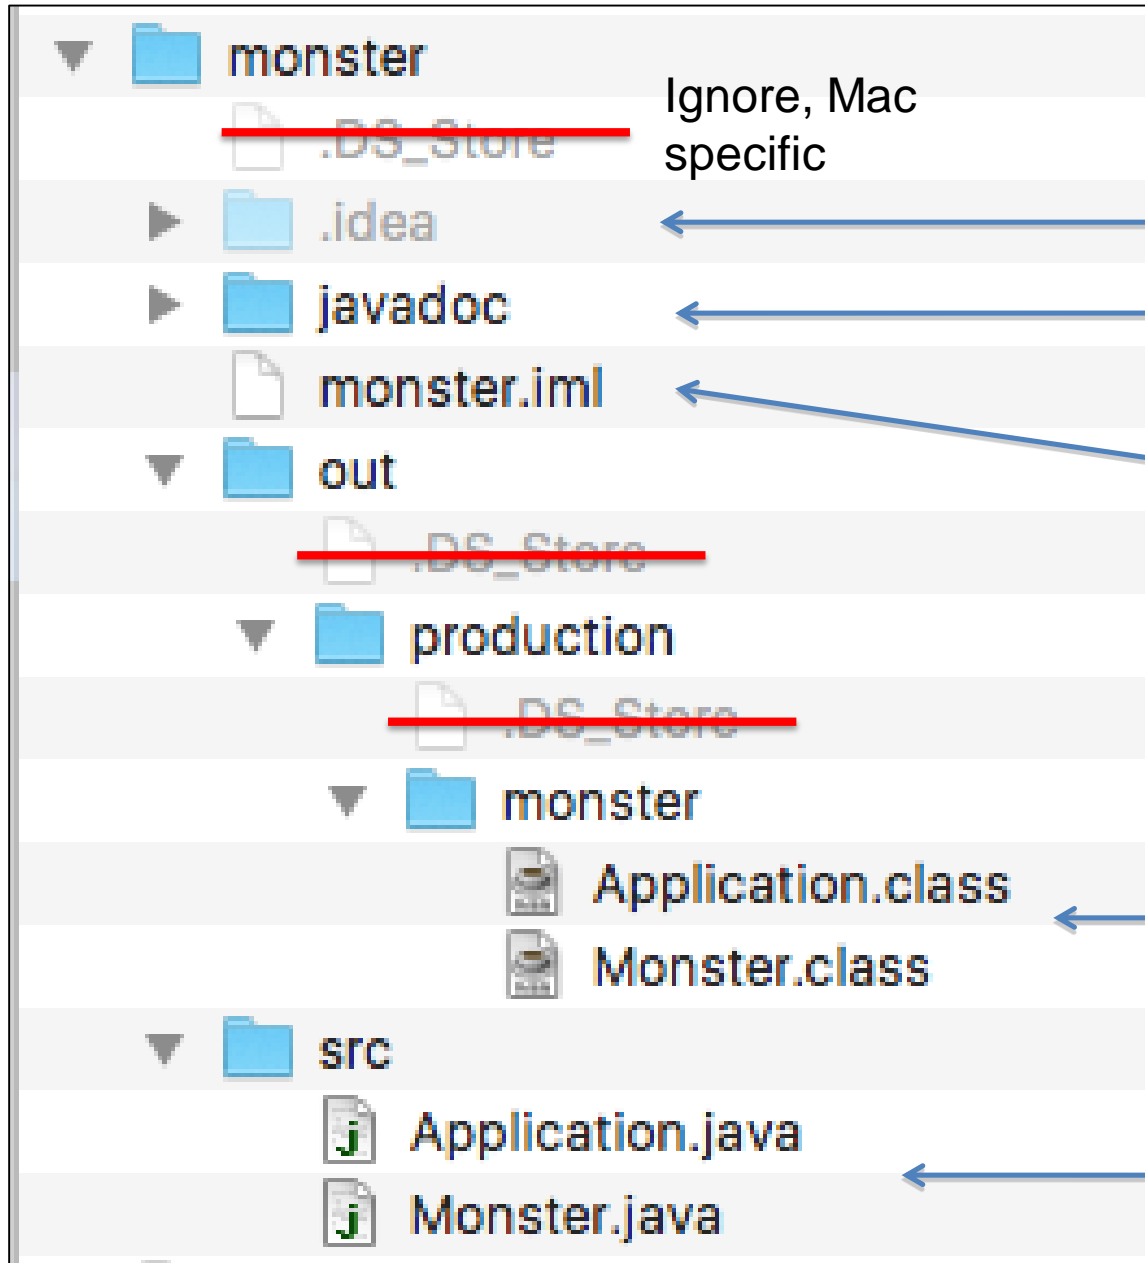 monster
Ignore, Mac
specific
.DS_Store
.idea
javadoc
monster.iml
out
.DS_Store
production
.DS_Store
monster
Application.class
Monster.class
src
Application.java
Monster.java